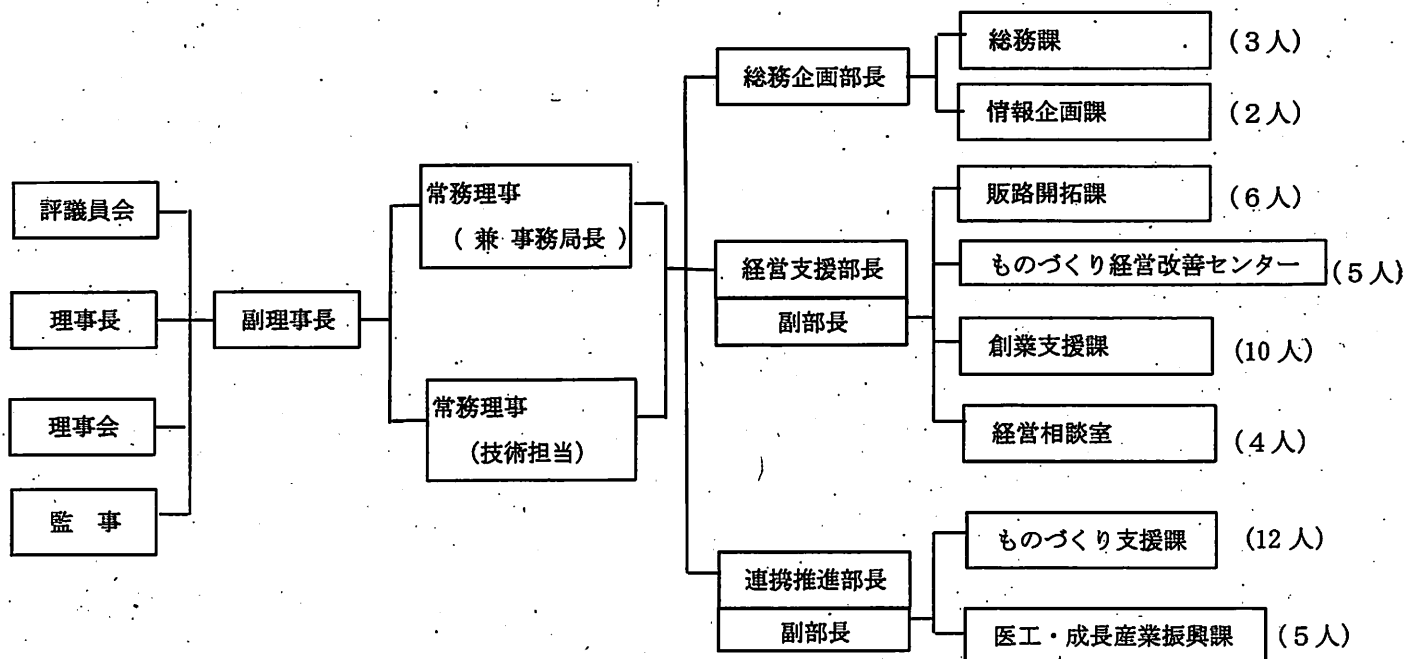 評議員会
理事長
理事会
監 事
副理事長
常務理事
( 兼 事務局長 )
常務理事
(技術担当)
総務企画部長
経営支援部長
副部長
連携推進部長
副部長
総務課 (3人)
情報企画課 (2人)
販路開拓課 (6人)
ものづくり経営改善センター (5人)
創業支援課 (10人)
経営相談室 (4人)
ものづくり支援課 (12人)
医工・成長産業振興課 (5人)